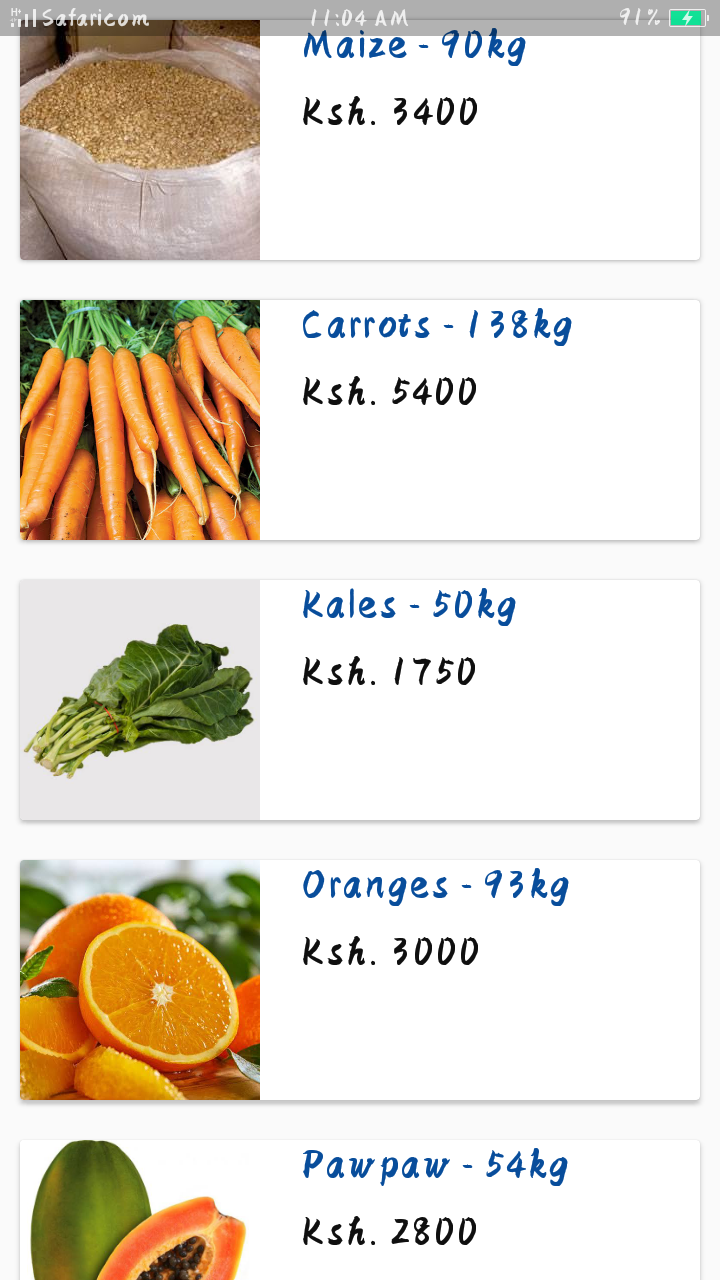 H+ Safaricom 11:04 AM 91%
Maize - 90kg
Ksh. 3400
Carrots - 138kg
Ksh. 5400
Kales - 50kg
Ksh. 1750
Oranges - 93kg
Ksh. 3000
Pawpaw - 54kg
Ksh. 2800